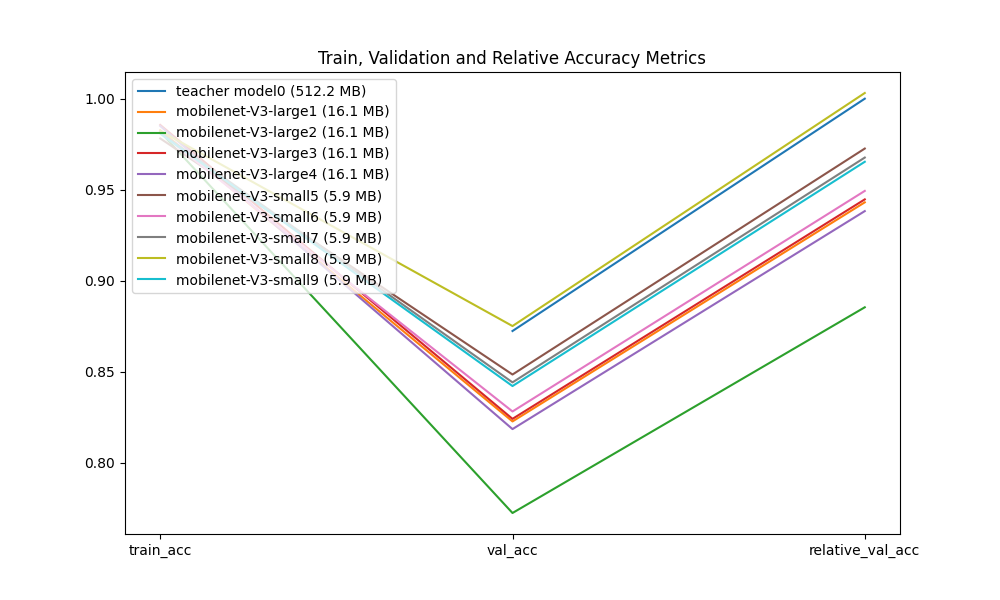 Train, Validation and Relative Accuracy Metrics
teacher model0 (512.2 MB)
mobilenet-V3-large1 (16.1 MB)
mobilenet-V3-large2 (16.1 MB)
mobilenet-V3-large3 (16.1 MB)
mobilenet-V3-large4 (16.1 MB)
mobilenet-V3-small5 (5.9 MB)
mobilenet-V3-small6 (5.9 MB)
mobilenet-V3-small7 (5.9 MB)
mobilenet-V3-small8 (5.9 MB)
mobilenet-V3-small9 (5.9 MB)
1.00
0.95
0.90
0.85
0.80
train_acc
val_acc
relative_val_acc